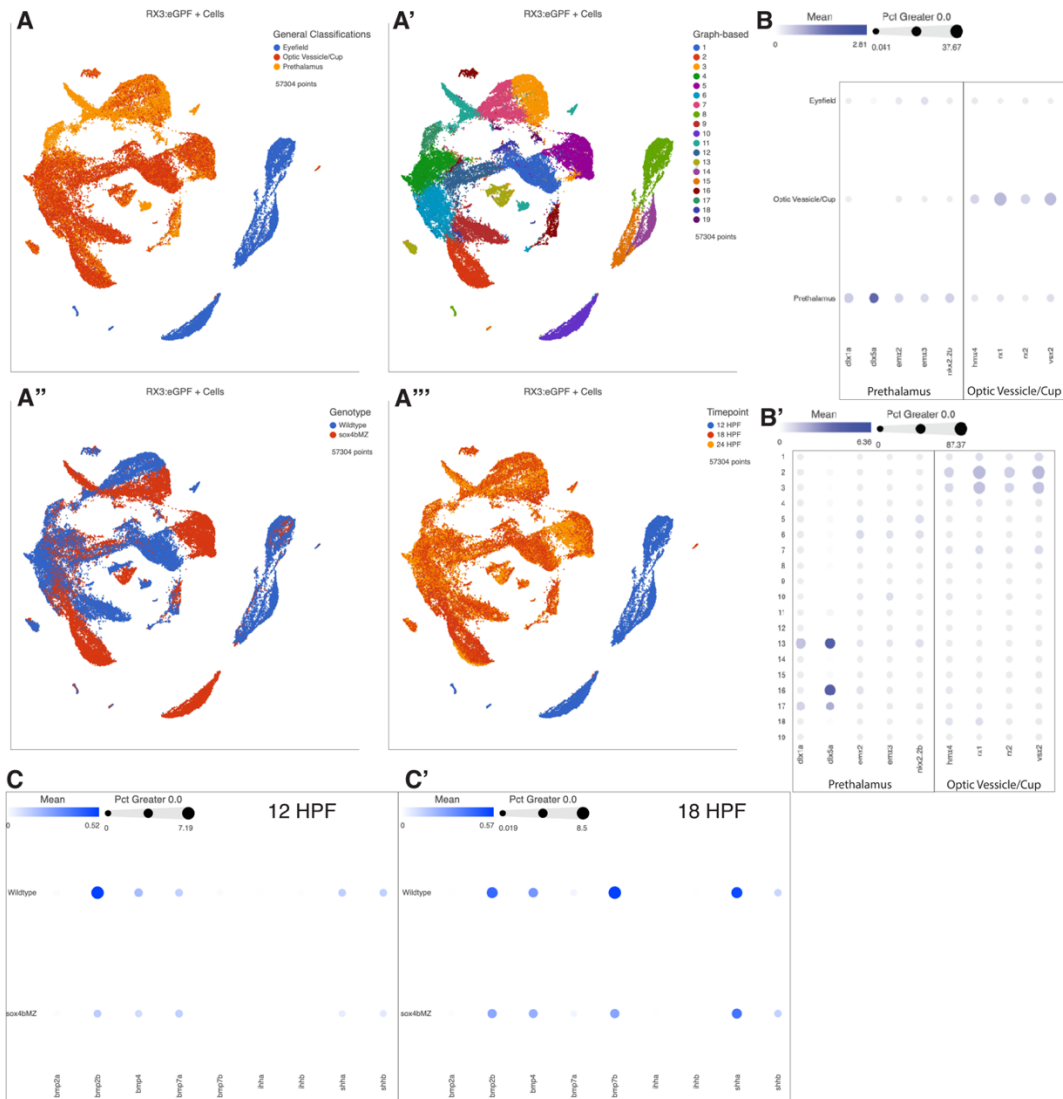 A
RX3:eGPF + Cells
General Classifications
Eyefield
Optic Vessicle/Cup
Prethalamus
57304 points
A'
RX3:eGPF + Cells
Graph-based
1
2
3
4
5
6
7
8
9
10
11
12
13
14
15
16
17
18
19
57304 points
B
Mean
0 2.81
Pct Greater 0.0
0.041 37.67
Eyefield
Optic Vessicle/Cup
Prethalamus
dlx1a dlx5a emx2 emx3 nkx2.2b hmx4 rx1 rx2 vsx2
Prethalamus Optic Vessicle/Cup
A''
RX3:eGPF + Cells
Genotype
Wildtype
sox4bMZ
57304 points
A'''
RX3:eGPF + Cells
Timepoint
12 HPF
18 HPF
24 HPF
57304 points
B'
Mean
0 6.36
Pct Greater 0.0
0 87.37
1
2
3
4
5
6
7
8
9
10
1'
12
13
14
15
16
17
18
19
dlx1a dlx5a emx2 emx3 nkx2.2b hmx4 rx1 rx2 vsx2
Prethalamus Optic Vessicle/Cup
C
Mean
0 0.52
Pct Greater 0.0
0 7.19
12 HPF
Wildtype
sox4bMZ
bmp2a bmp2b bmp4 bmp7a bmp7b ihha ihhb shha shhb
C'
Mean
0 0.57
Pct Greater 0.0
0.019 8.5
18 HPF
Wildtype
sox4bMZ
bmp2a bmp2b bmp4 bmp7a bmp7b ihha ihhb shha shhb